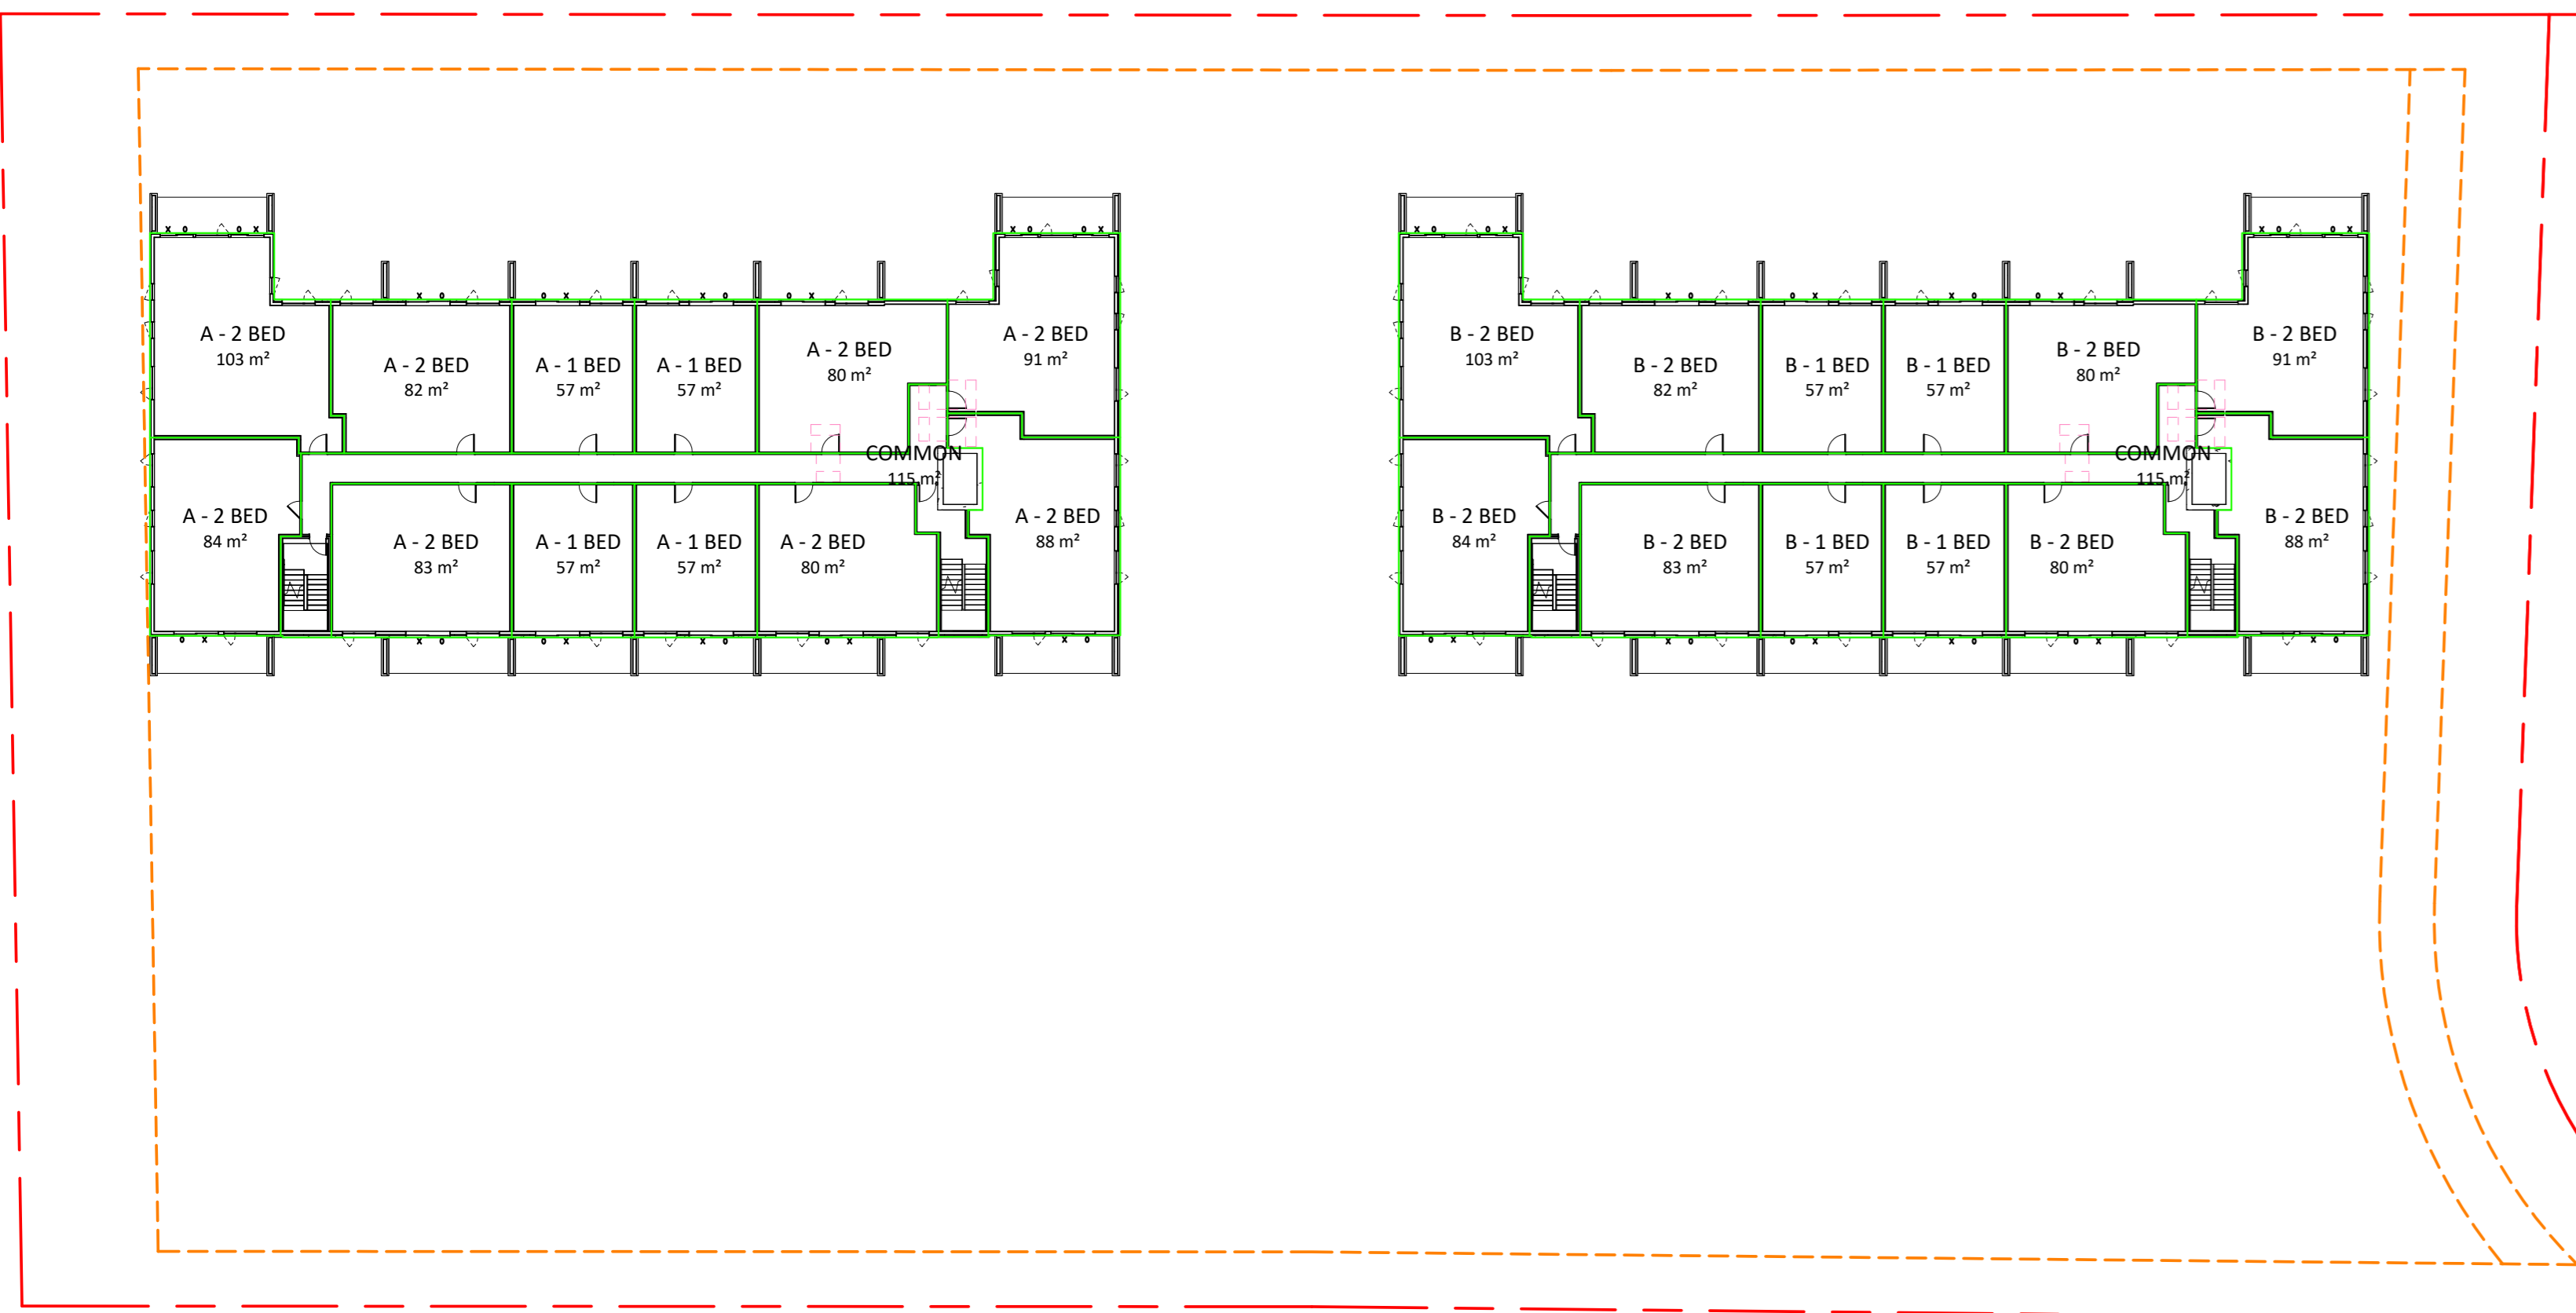 A - 2 BED
103 m²
A - 2 BED
82 m²
A - 1 BED
57 m²
A - 1 BED
57 m²
A - 2 BED
80 m²
A - 2 BED
91 m²
COMMON
115 m²
A - 2 BED
84 m²
A - 2 BED
83 m²
A - 1 BED
57 m²
A - 1 BED
57 m²
A - 2 BED
80 m²
A - 2 BED
88 m²
B - 2 BED
103 m²
B - 2 BED
82 m²
B - 1 BED
57 m²
B - 1 BED
57 m²
B - 2 BED
80 m²
B - 2 BED
91 m²
COMMON
115 m²
B - 2 BED
84 m²
B - 2 BED
83 m²
B - 1 BED
57 m²
B - 1 BED
57 m²
B - 2 BED
80 m²
B - 2 BED
88 m²